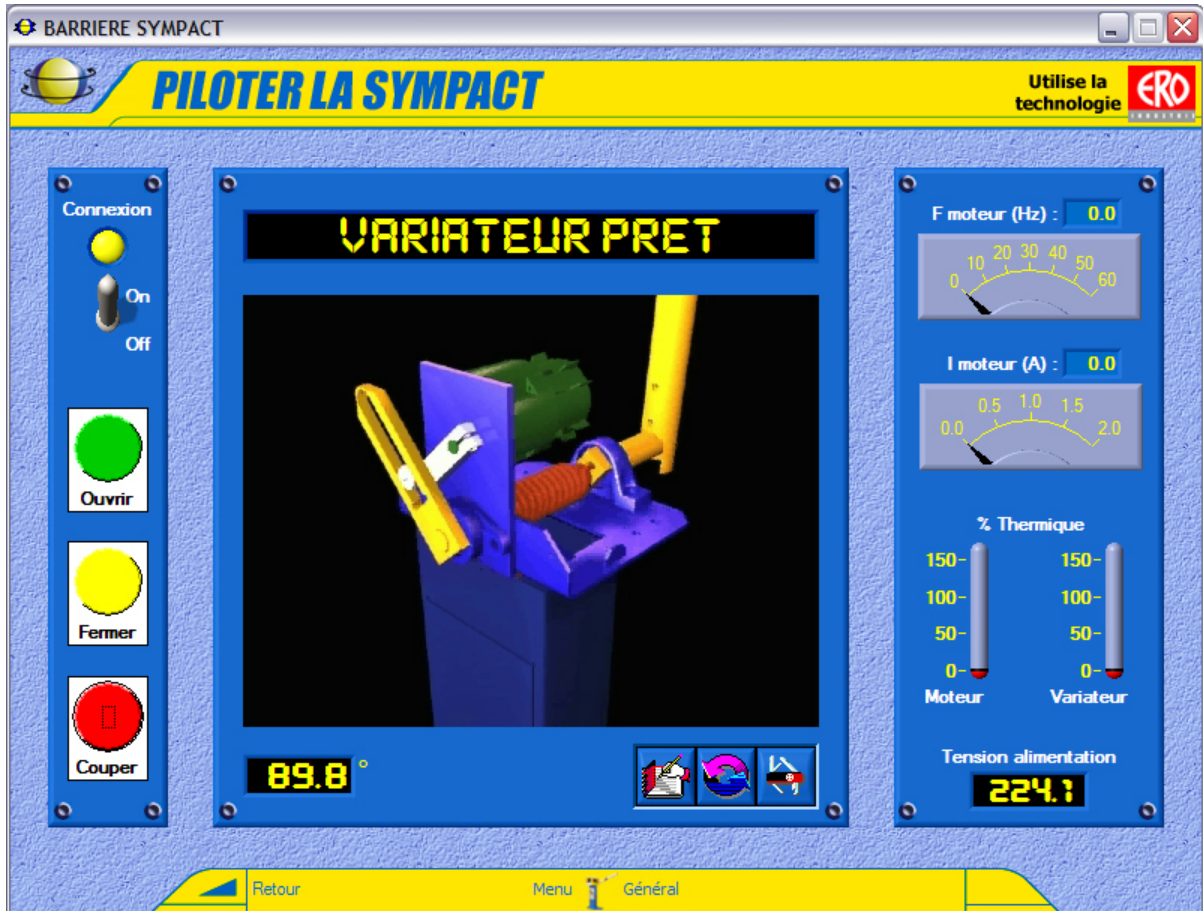 BARRIERE SYMPACT
PILOTER LA SYMPACT
Utilise la
technologie
ERO
INDUSTRIE
Connexion
On
Off
Ouvrir
Fermer
Couper
VARIATEUR PRET
89.8 °
F moteur (Hz) : 0.0
0 10 20 30 40 50 60
I moteur (A) : 0.0
0.0 0.5 1.0 1.5 2.0
% Thermique
150- 150-
100- 100-
50- 50-
0- 0-
Moteur Variateur
Tension alimentation
224.1
Retour Menu Général